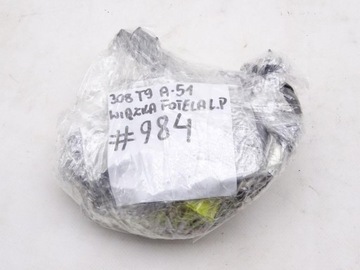 308 T9 A-51
WIĄZKA FOTELA L.P
#984